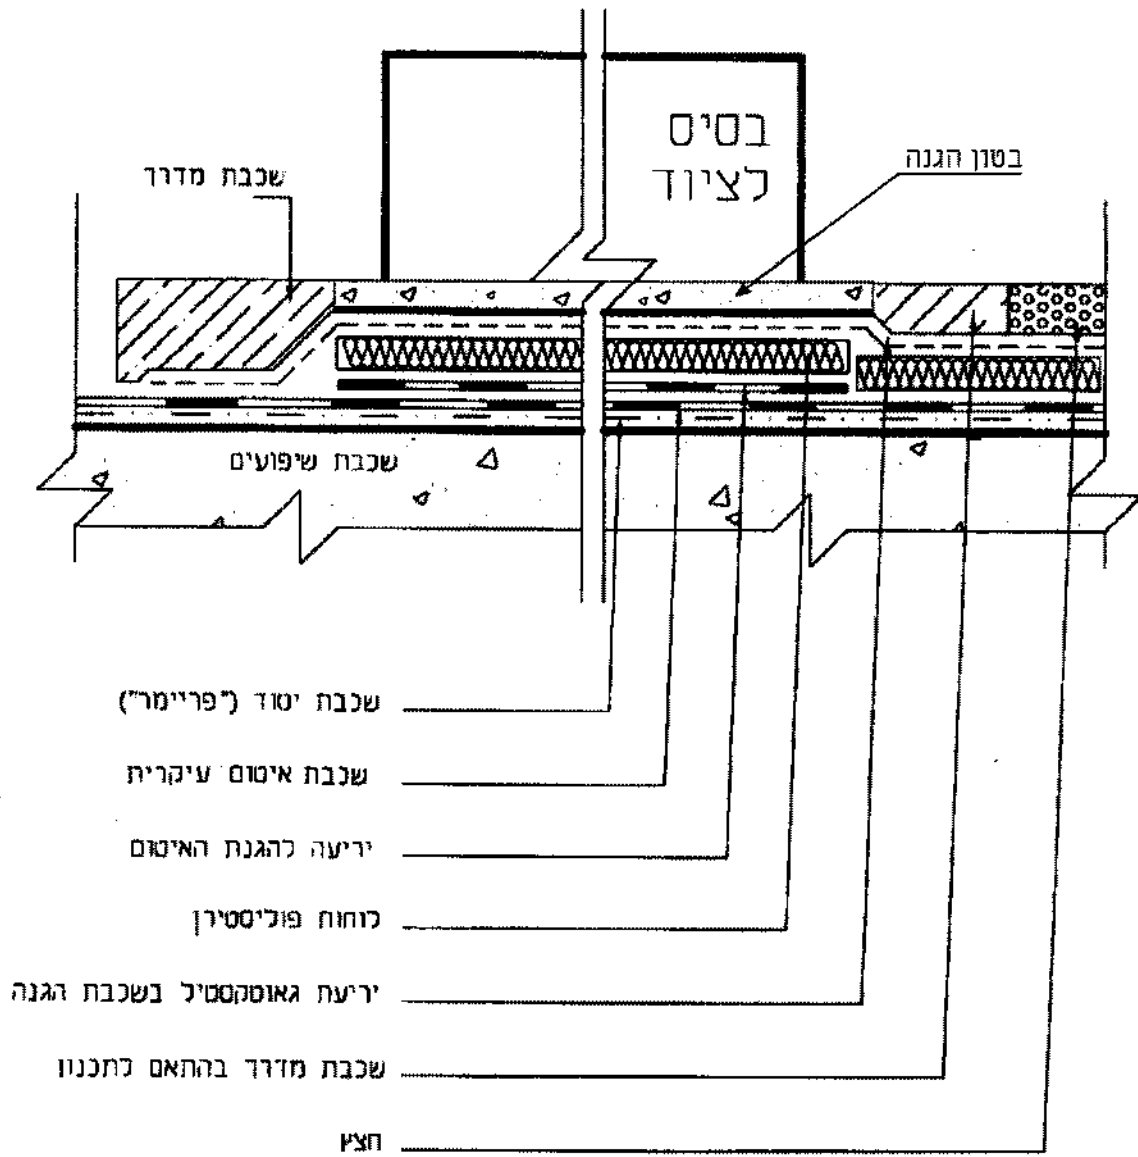 בסיס
לציוד
בטון הגנה
שכבת מדרך
שכבת שיפועים
שכבת יסוד ("פריימר")
שכבת איטום עיקרית
יריעה להגנת האיטום
לוחות פוליסטירן
יריעת גאוטקסטיל בשכבת הגנה
שכבת מדרך בהתאם לתכנון
חצץ